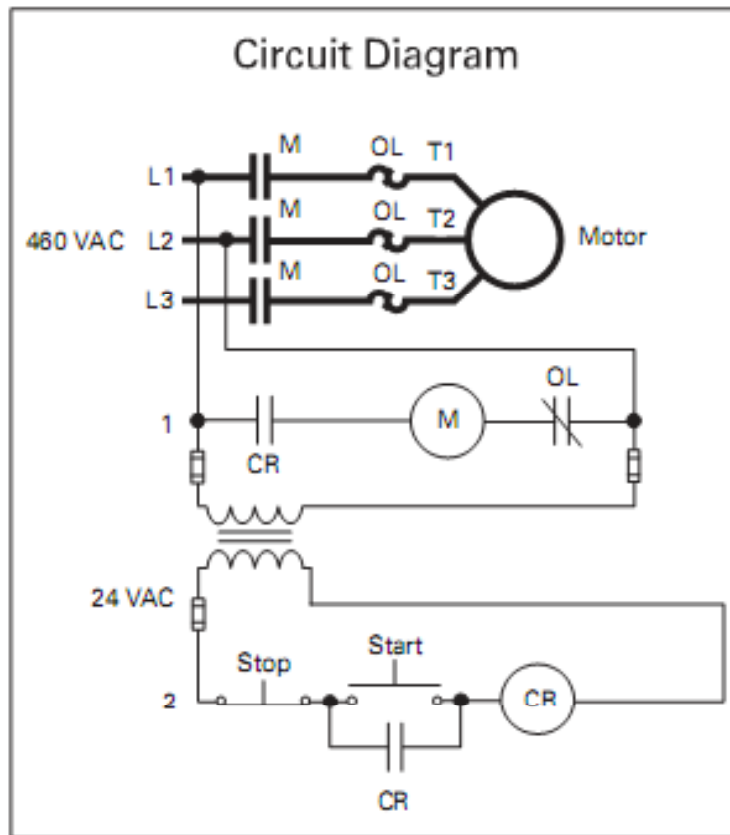 Circuit Diagram
M OL T1
L1
M OL T2
460 VAC L2 Motor
M OL T3
L3
OL
1 M
CR
24 VAC
Start
Stop
2 CR
CR